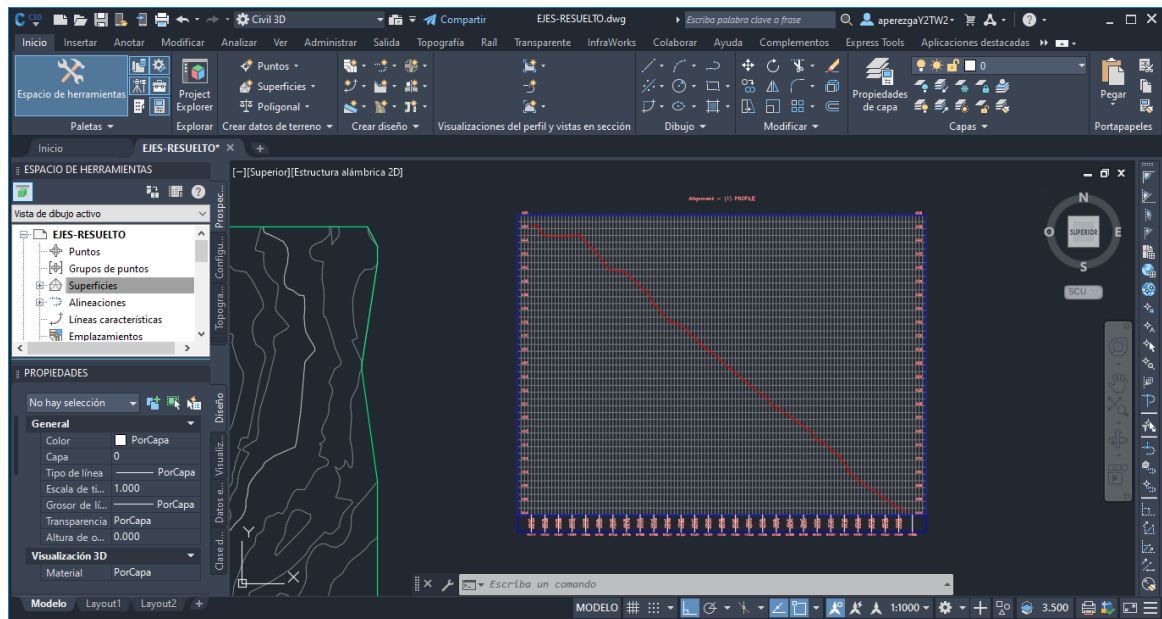 C3D Civil 3D Compartir EJES-RESUELTO.dwg Escriba palabra clave o frase aperezgaY2TW2
Inicio Insertar Anotar Modificar Analizar Ver Administrar Salida Topografía Rail Transparente InfraWorks Colaborar Ayuda Complementos Express Tools Aplicaciones destacadas
Espacio de herramientas
Project Explorer
Puntos
Superficies
Poligonal
Propiedades de capa
0
Pegar
Paletas Explorar Crear datos de terreno Crear diseño Visualizaciones del perfil y vistas en sección Dibujo Modificar Capas Portapapeles
Inicio EJES-RESUELTO*
ESPACIO DE HERRAMIENTAS
Vista de dibujo activo
EJES-RESUELTO
Puntos
Grupos de puntos
Superficies
Alineaciones
Líneas características
Emplazamientos
Prospec...
Configu...
Topogra...
PROPIEDADES
No hay selección
General
Color PorCapa
Capa 0
Tipo de línea PorCapa
Escala de ti... 1.000
Grosor de lí... PorCapa
Transparencia PorCapa
Altura de o... 0.000
Visualización 3D
Material PorCapa
Diseño
Visualiz...
Datos e...
Clase d...
[−][Superior][Estructura alámbrica 2D]
Alignment - (1) PROFILE
N
O SUPERIOR E
S
SCU
Y
X
Escriba un comando
Modelo Layout1 Layout2 +
MODELO 1:1000 3.500